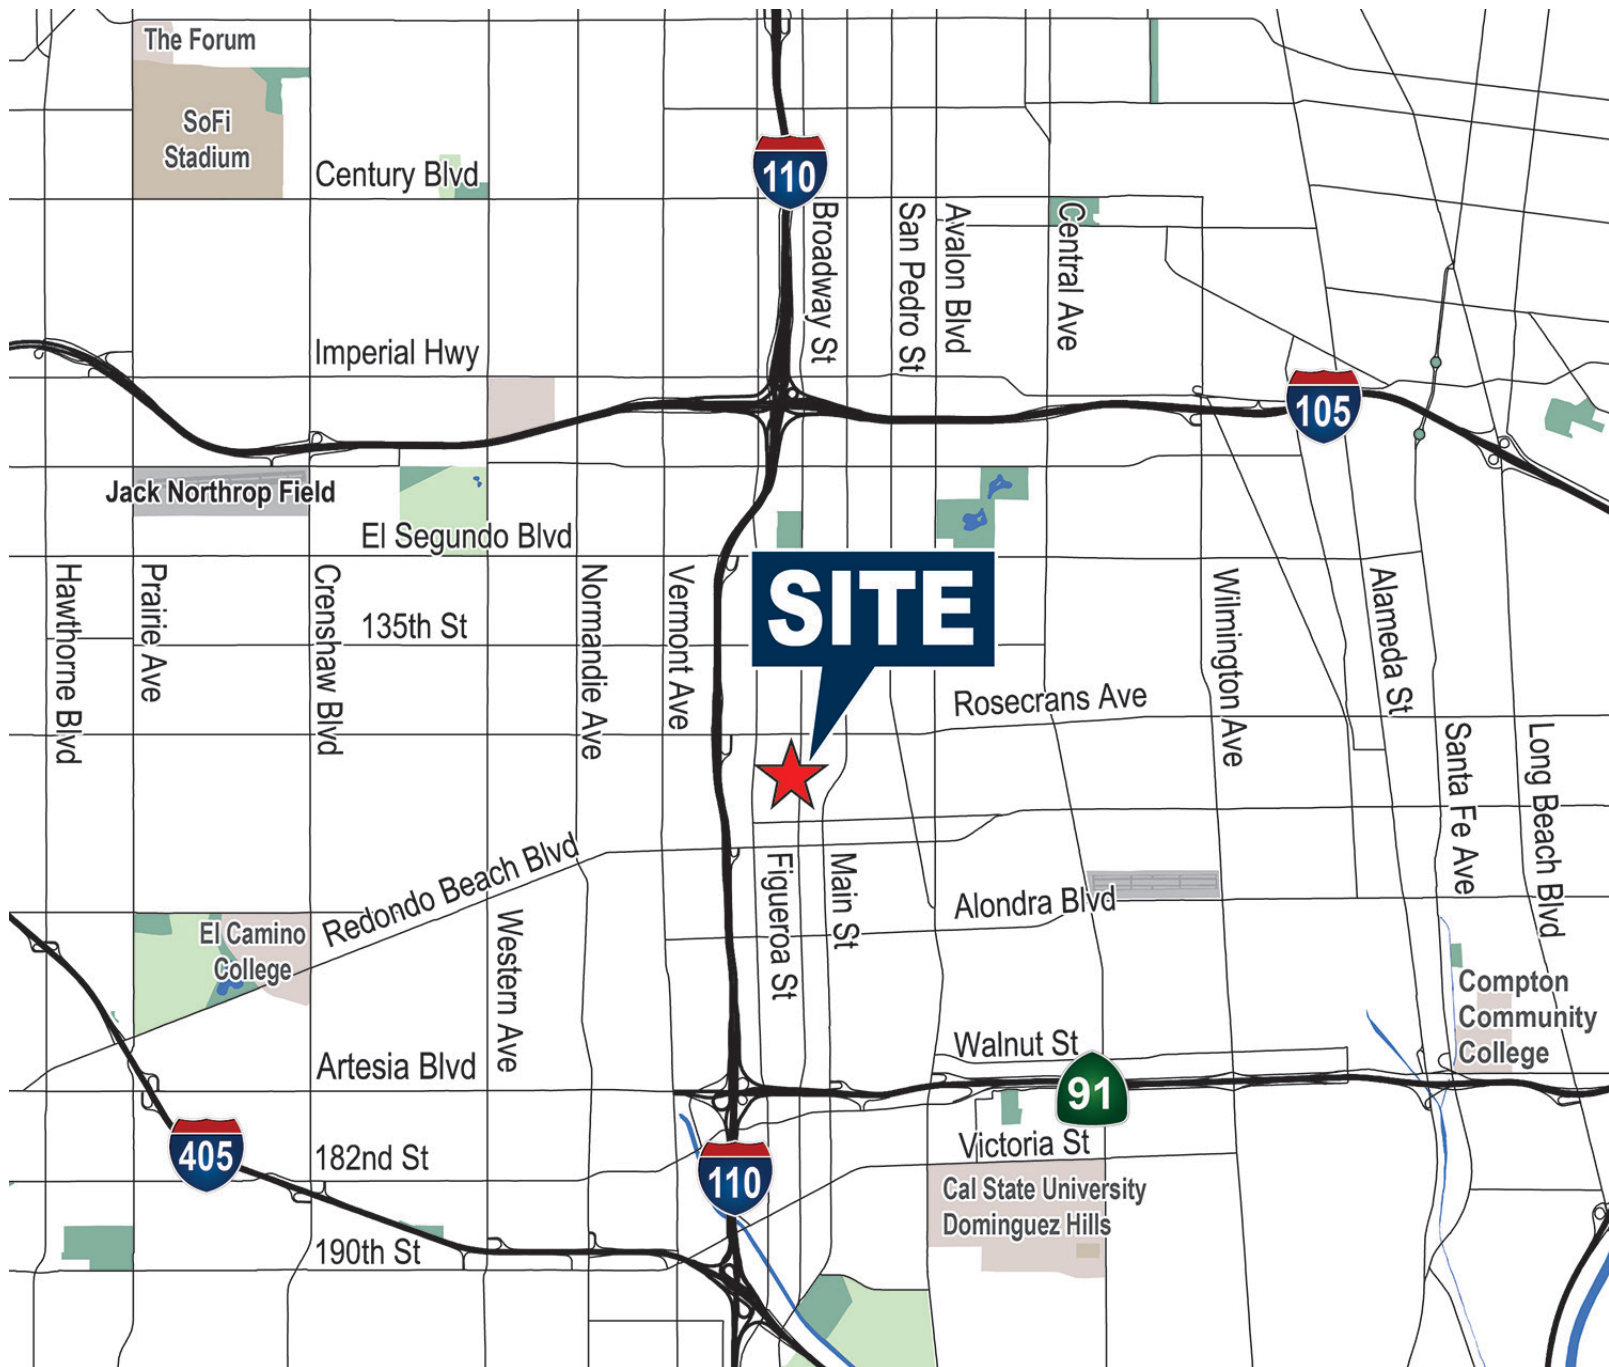 The Forum
SoFi
Stadium
Century Blvd
110
Broadway St
San Pedro St
Avalon Blvd
Central Ave
Imperial Hwy
105
Jack Northrop Field
El Segundo Blvd
Hawthorne Blvd
Prairie Ave
Crenshaw Blvd
135th St
Normandie Ave
Vermont Ave
SITE
Wilmington Ave
Alameda St
Rosecrans Ave
Santa Fe Ave
Long Beach Blvd
Redondo Beach Blvd
Figueroa St
Main St
Alondra Blvd
El Camino
College
Western Ave
Compton
Community
College
Walnut St
Artesia Blvd
91
405
182nd St
110
Victoria St
Cal State University
Dominguez Hills
190th St